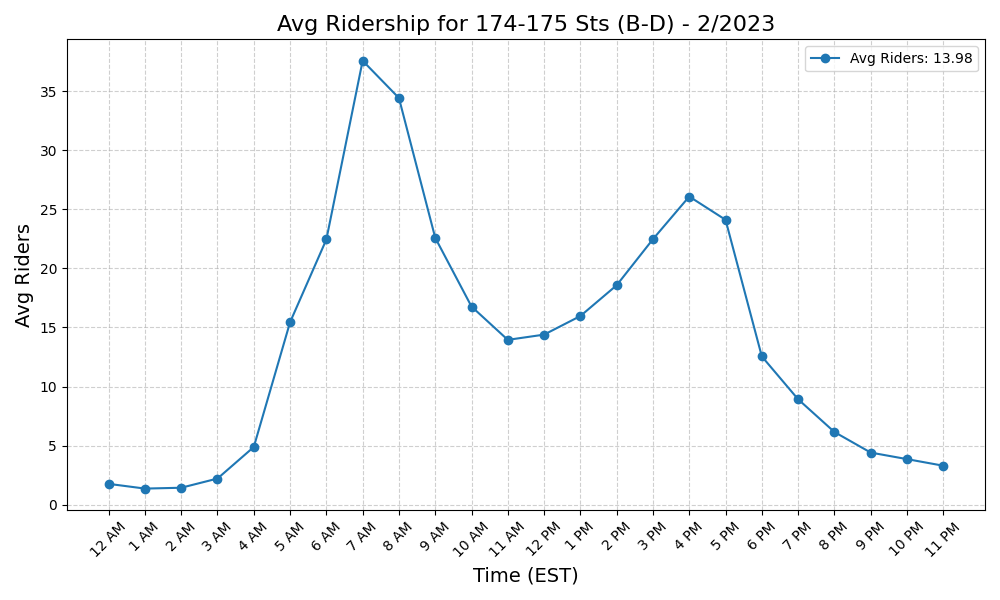 Avg Ridership for 174-175 Sts (B-D) - 2/2023
Avg Riders: 13.98
Avg Riders
35
30
25
20
15
10
5
0
12 AM
1 AM
2 AM
3 AM
4 AM
5 AM
6 AM
7 AM
8 AM
9 AM
10 AM
11 AM
12 PM
1 PM
2 PM
3 PM
4 PM
5 PM
6 PM
7 PM
8 PM
9 PM
10 PM
11 PM
Time (EST)